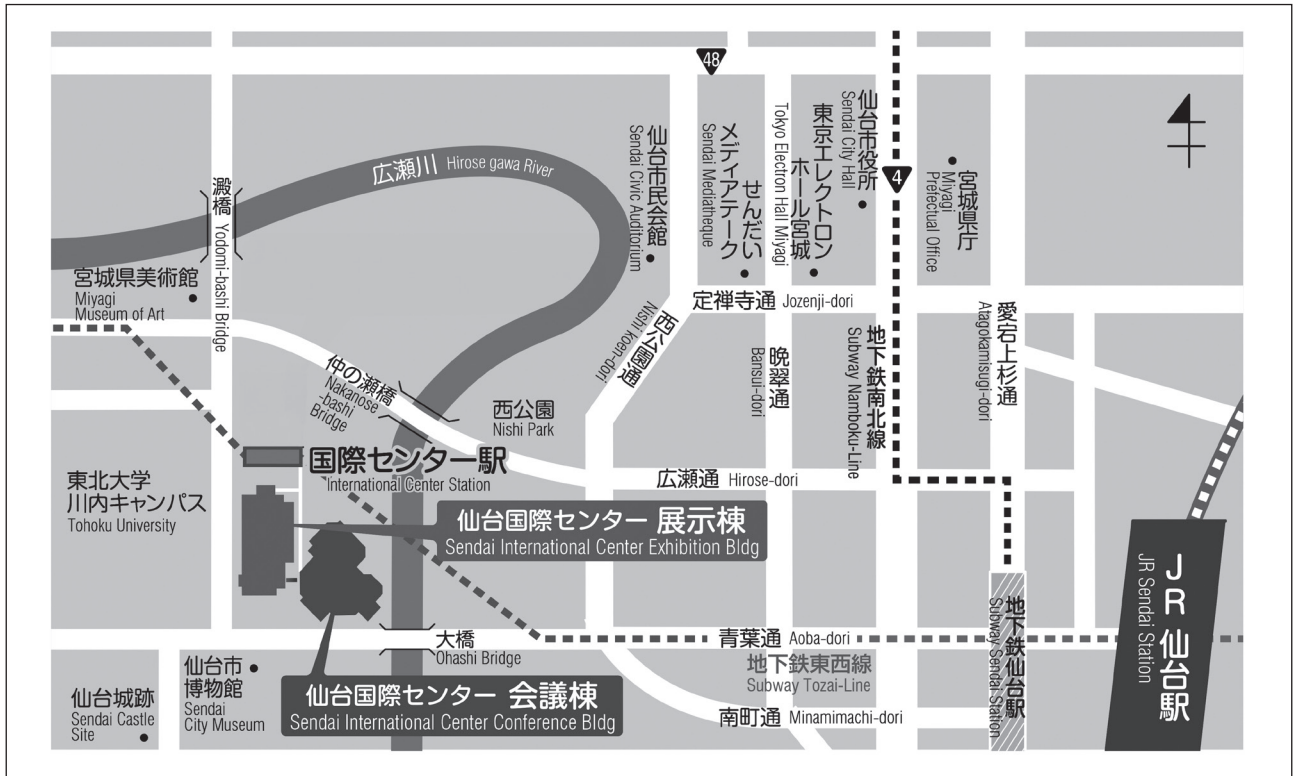 48
仙台市役所
Sendai City Hall
東京エレクトロン
ホール宮城
Tokyo Electron Hall Miyagi
せんだい
メディアテーク
Sendai Mediatheque
仙台市民会館
Sendai Civic Auditorium
4
宮城県庁
Miyagi
Prefectual Office
広瀬川 Hirose gawa River
澱橋 Yodomi-bashi Bridge
宮城県美術館
Miyagi
Museum of Art
定禅寺通 Jozenji-dori
西公園通
Nishi koen-dori
晩翠通
Bansui-dori
地下鉄南北線
Subway Namboku-Line
愛宕上杉通
Atagokamisugi-dori
仲の瀬橋
Nakanose
-bashi
Bridge
西公園
Nishi Park
国際センター駅
International Center Station
広瀬通 Hirose-dori
東北大学
川内キャンパス
Tohoku University
仙台国際センター 展示棟
Sendai International Center Exhibition Bldg
JR 仙台駅
JR Sendai Station
地下鉄仙台駅
Subway Sendai Station
大橋
Ohashi Bridge
青葉通 Aoba-dori
地下鉄東西線
Subway Tozai-Line
仙台市
博物館
Sendai
City Museum
仙台城跡
Sendai Castle
Site
仙台国際センター 会議棟
Sendai International Center Conference Bldg
南町通 Minamimachi-dori